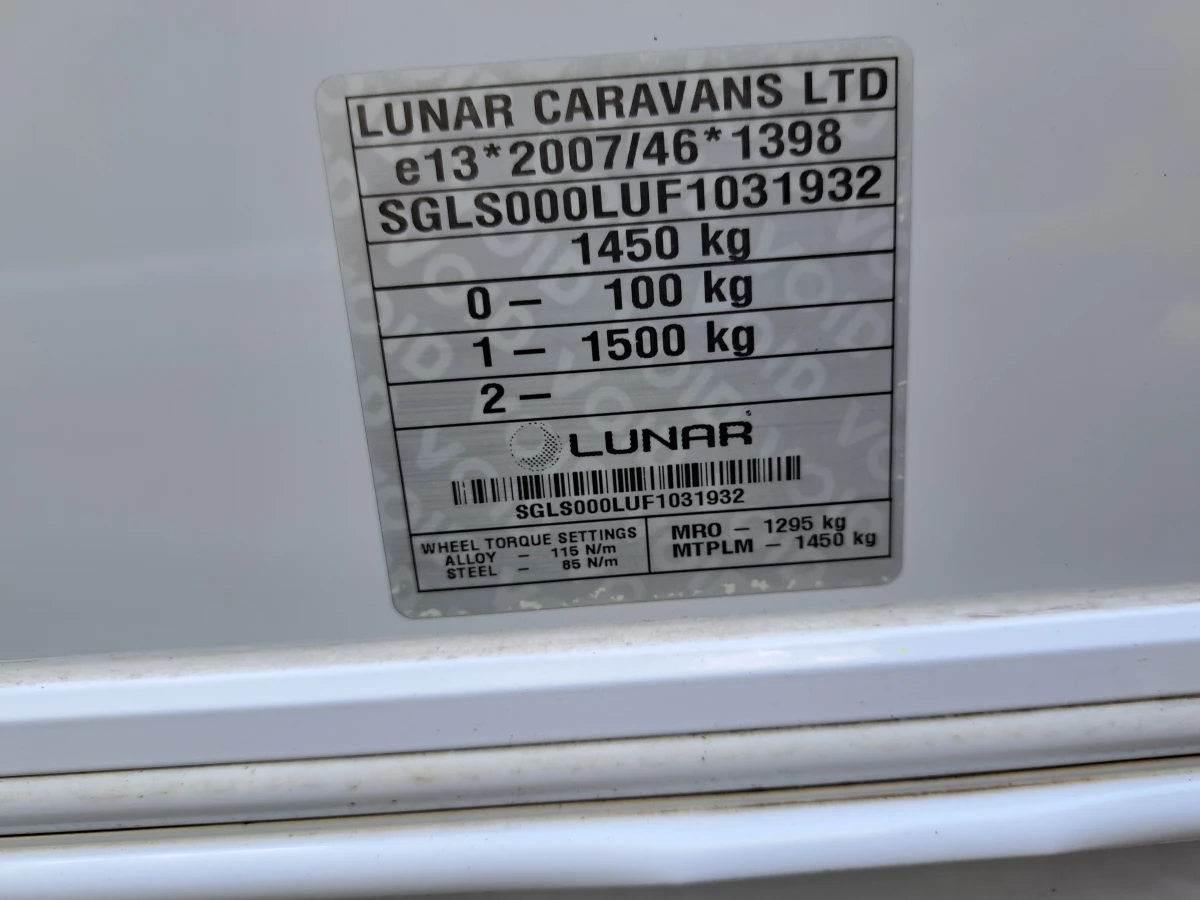 LUNAR CARAVANS LTD
e13*2007/46*1398
SGLS000LUF1031932
1450 kg
0 – 100 kg
1 – 1500 kg
2 –
LUNAR
SGLS000LUF1031932
WHEEL TORQUE SETTINGS
ALLOY – 115 N/m
STEEL – 85 N/m
MRO – 1295 kg
MTPLM – 1450 kg